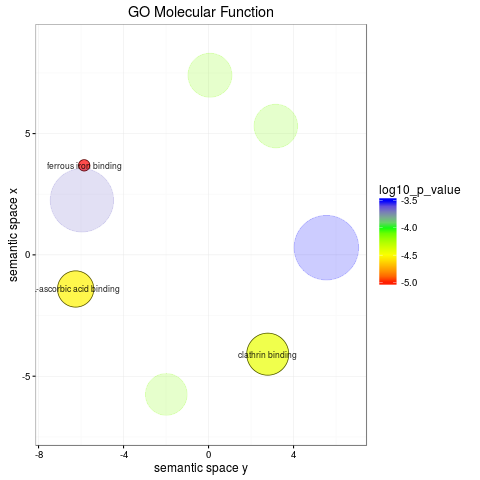 GO Molecular Function
5
0
-5
semantic space x
-8
-4
0
4
semantic space y
ferrous iron binding
-ascorbic acid binding
clathrin binding
log10_p_value
-3.5
-4.0
-4.5
-5.0